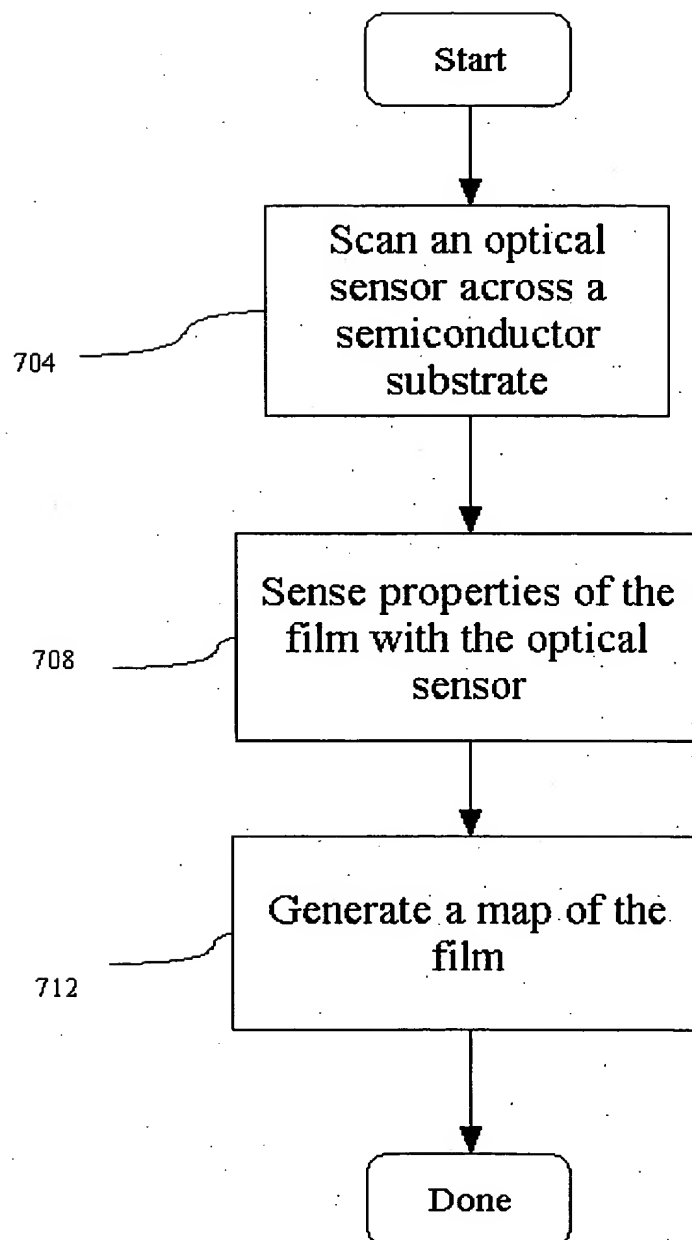 Start
Scan an optical
sensor across a
semiconductor
substrate
704
Sense properties of the
film with the optical
sensor
708
Generate a map of the
film
712
Done